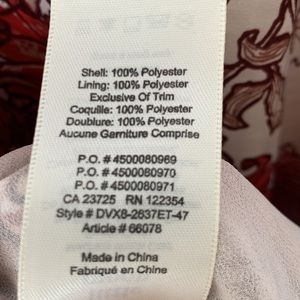 Shell: 100% Polyester
Lining: 100% Polyester
Exclusive Of Trim
Coquille: 100% Polyester
Doublure: 100% Polyester
Aucune Garniture Comprise
P.O. # 4500080969
P.O. # 4500080970
P.O. # 4500080971
CA 23725 RN 122354
Style # DVX8-2637ET-47
Article # 66078
Made in China
Fabriqué en Chine